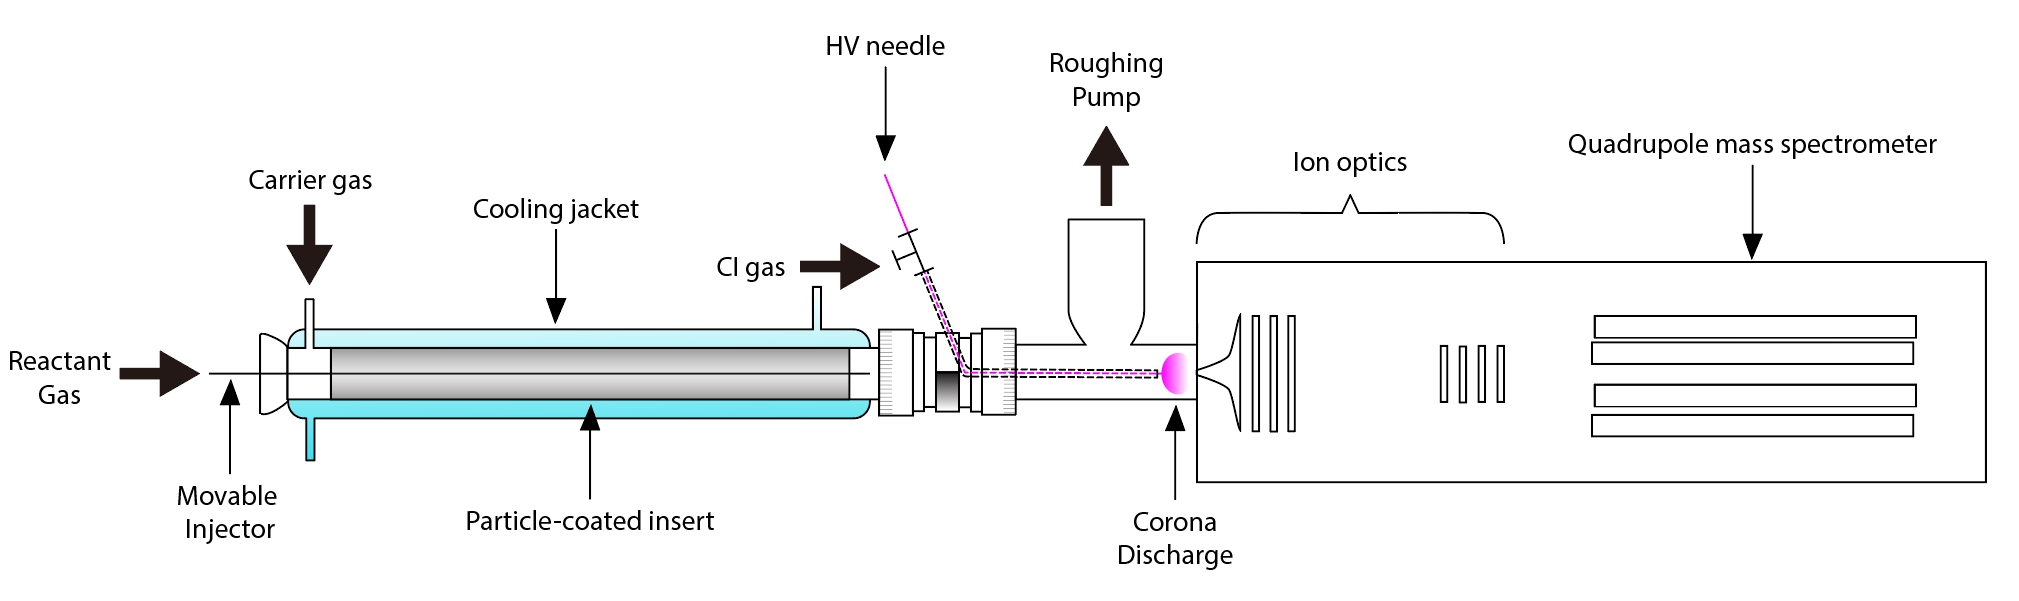 HV needle
Roughing
Pump
Quadrupole mass spectrometer
Ion optics
Carrier gas
Cooling jacket
CI gas
Reactant
Gas
Movable
Injector
Particle-coated insert
Corona
Discharge